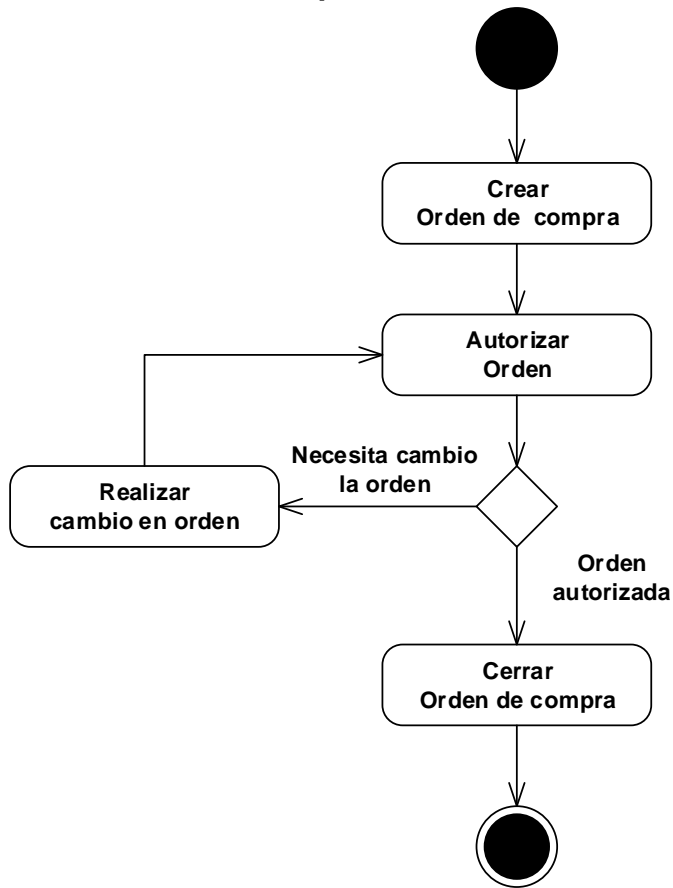 Crear
Orden de compra
Autorizar
Orden
Necesita cambio
la orden
Realizar
cambio en orden
Orden
autorizada
Cerrar
Orden de compra